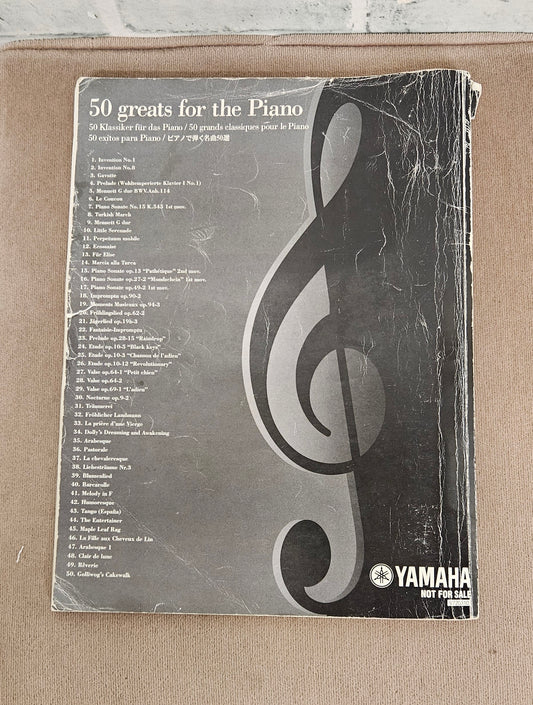 50 greats for the Piano
50 Klassiker für das Piano / 50 grands classiques pour le Piano
50 exitos para Piano / ピアノで弾く名曲50選
1. Invention No.1
2. Invention No.8
3. Gavotte
4. Prelude (Wohltemperierte Klavier I No.1)
5. Menuett G dur BWV.Anh.114
6. Le Coucou
7. Piano Sonate No.15 K.545 1st mov.
8. Turkish March
9. Menuett G dur
10. Little Serenade
11. Perpetuum mobile
12. Ecossaise
13. Für Elise
14. Marcia alla Turca
15. Piano Sonate op.13 "Pathétique" 2nd mov.
16. Piano Sonate op.27-2 "Mondschein" 1st mov.
17. Piano Sonate op.49-2 1st mov.
18. Impromptu op.90-2
19. Moments Musicaux op.94-3
20. Frühlingslied op.62-2
21. Jägerlied op.19b-3
22. Fantaisie-Impromptu
23. Prelude op.28-15 "Raindrop"
24. Etude op.10-5 "Black Keys"
25. Etude op.10-3 "Chanson de l'adieu"
26. Etude op.10-12 "Revolutionary"
27. Valse op.64-1 "Petit chien"
28. Valse op.64-2
29. Valse op.69-1 "L'adieu"
30. Nocturne op.9-2
31. Träumerei
32. Fröhlicher Landmann
33. La prière d'une Vierge
34. Dolly's Dreaming and Awakening
35. Arabesque
36. Pastorale
37. La chevaleresque
38. Liebesträume Nr.3
39. Blumenlied
40. Barcarolle
41. Melody in F
42. Humoresque
43. Tango (España)
44. The Entertainer
45. Maple Leaf Rag
46. La Fille aux Cheveux de Lin
47. Arabesque 1
48. Clair de lune
49. Rêverie
50. Golliwog's Cakewalk
YAMAHA
NOT FOR SALE